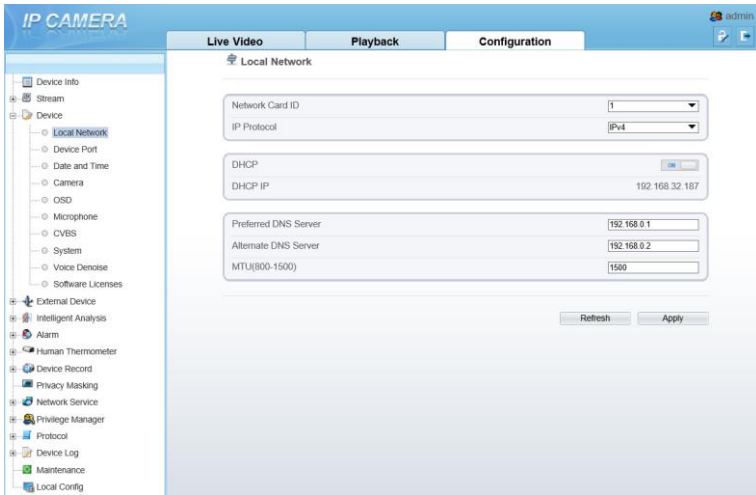 IP CAMERA
admin
Live Video Playback Configuration
Local Network
Device Info
Stream
Device
Local Network
Device Port
Date and Time
Camera
OSD
Microphone
CVBS
System
Voice Denoise
Software Licenses
External Device
Intelligent Analysis
Alarm
Human Thermometer
Device Record
Privacy Masking
Network Service
Privilege Manager
Protocol
Device Log
Maintenance
Local Config
Network Card ID 1
IP Protocol IPv4
DHCP ON
DHCP IP 192.168.32.187
Preferred DNS Server 192.168.0.1
Alternate DNS Server 192.168.0.2
MTU(800-1500) 1500
Refresh Apply